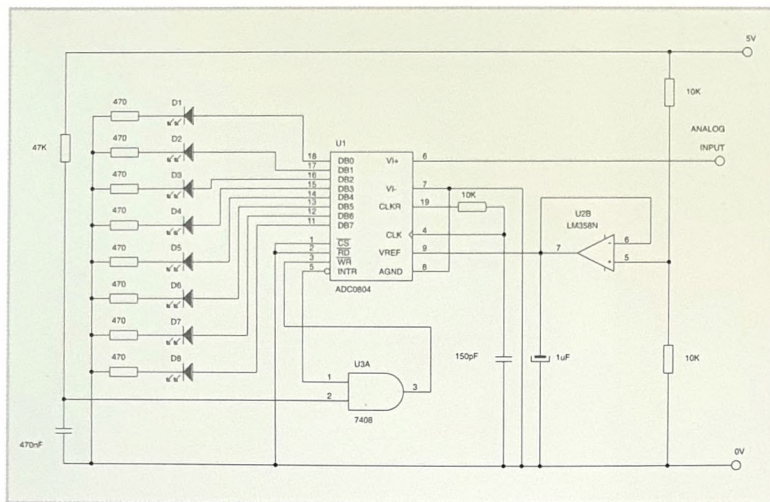 5V
470
D1
10K
ANALOG
INPUT
U1
47K
470
D2
18
DB0
VI+
6
17
DB1
470
D3
16
DB2
15
DB3
VI-
7
14
DB4
10K
13
DB5
CLKR
19
470
D4
12
DB6
11
DB7
CLK
4
U2B
LM358N
1
CS
6
470
D5
2
RD
VREF
9
7
-
3
WR
+
5
5
INTR
AGND
8
ADC0804
470
D6
470
D7
150pF
1uF
10K
U3A
470
D8
1
3
2
7408
470nF
0V